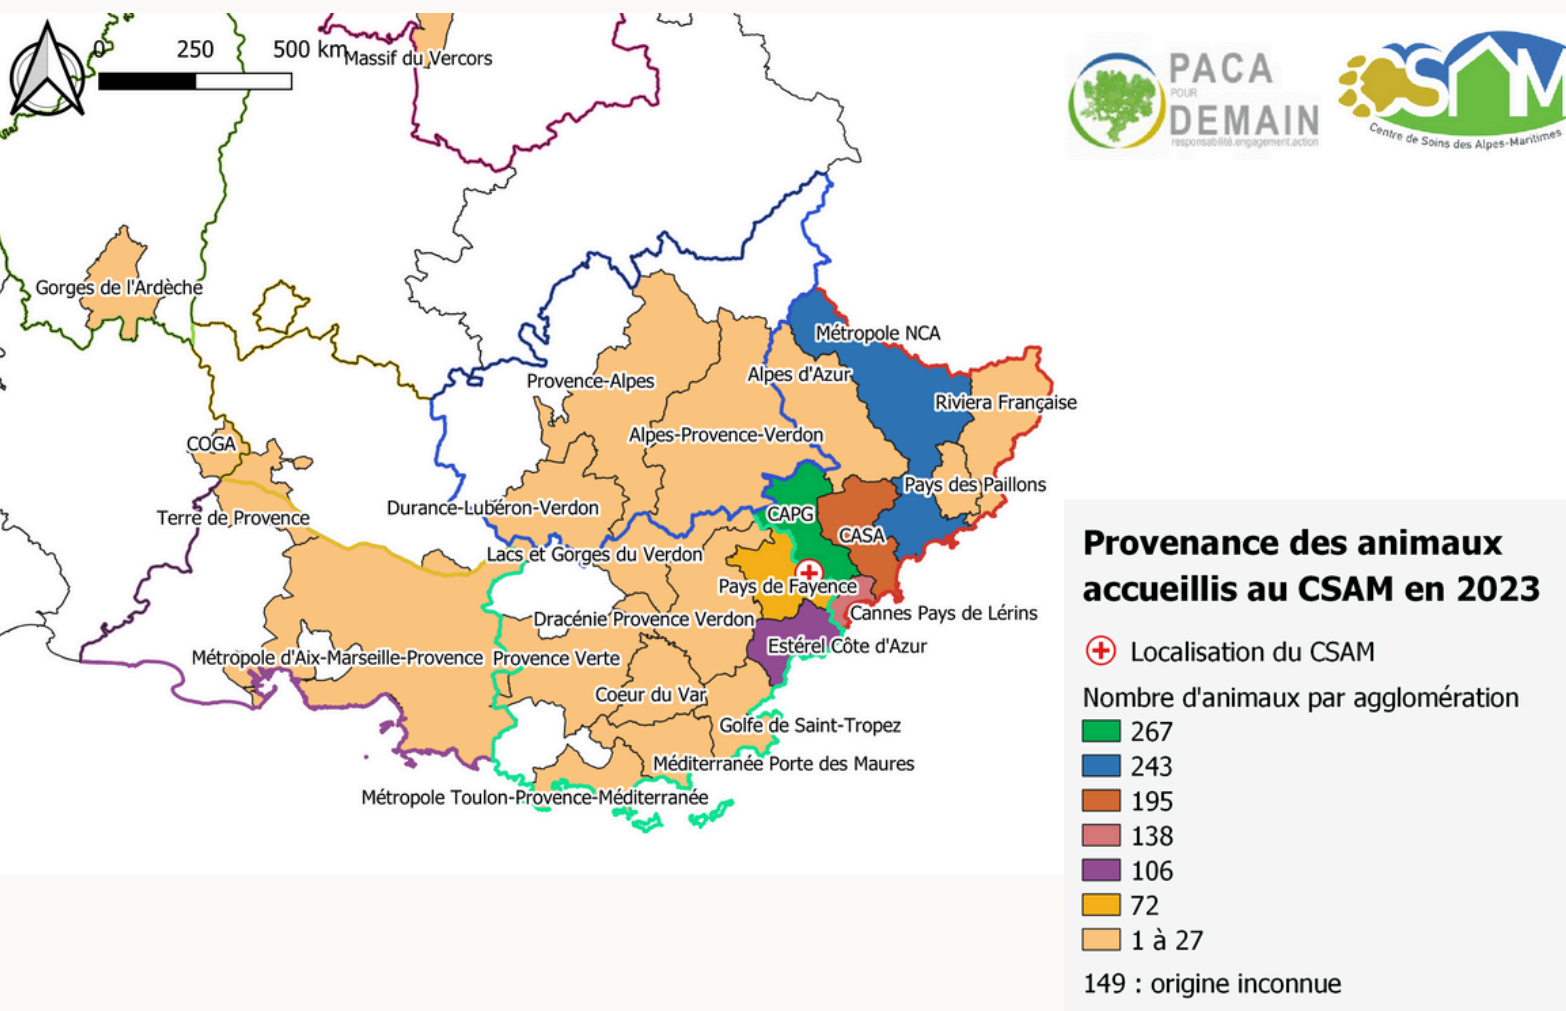 0 250 500 km
Massif du Vercors
PACA
POUR
DEMAIN
responsabilité.engagement.action
CSAM
Centre de Soins des Alpes-Maritimes
Gorges de l'Ardèche
Métropole NCA
Provence-Alpes
Alpes d'Azur
Riviera Française
COGA
Alpes-Provence-Verdon
Pays des Paillons
Durance-Lubéron-Verdon
Terre de Provence
CAPG
CASA
Lacs et Gorges du Verdon
Pays de Fayence
Cannes Pays de Lérins
Dracénie Provence Verdon
Estérel Côte d'Azur
Métropole d'Aix-Marseille-Provence
Provence Verte
Coeur du Var
Golfe de Saint-Tropez
Méditerranée Porte des Maures
Métropole Toulon-Provence-Méditerranée
Provenance des animaux
accueillis au CSAM en 2023
Localisation du CSAM
Nombre d'animaux par agglomération
267
243
195
138
106
72
1 à 27
149 : origine inconnue